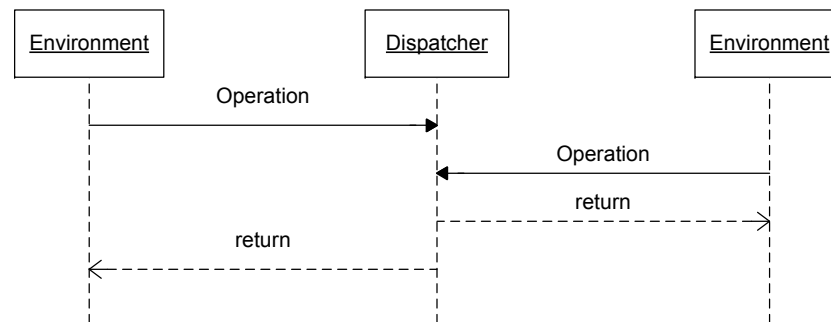 Environment
Dispatcher
Environment
Operation
Operation
return
return